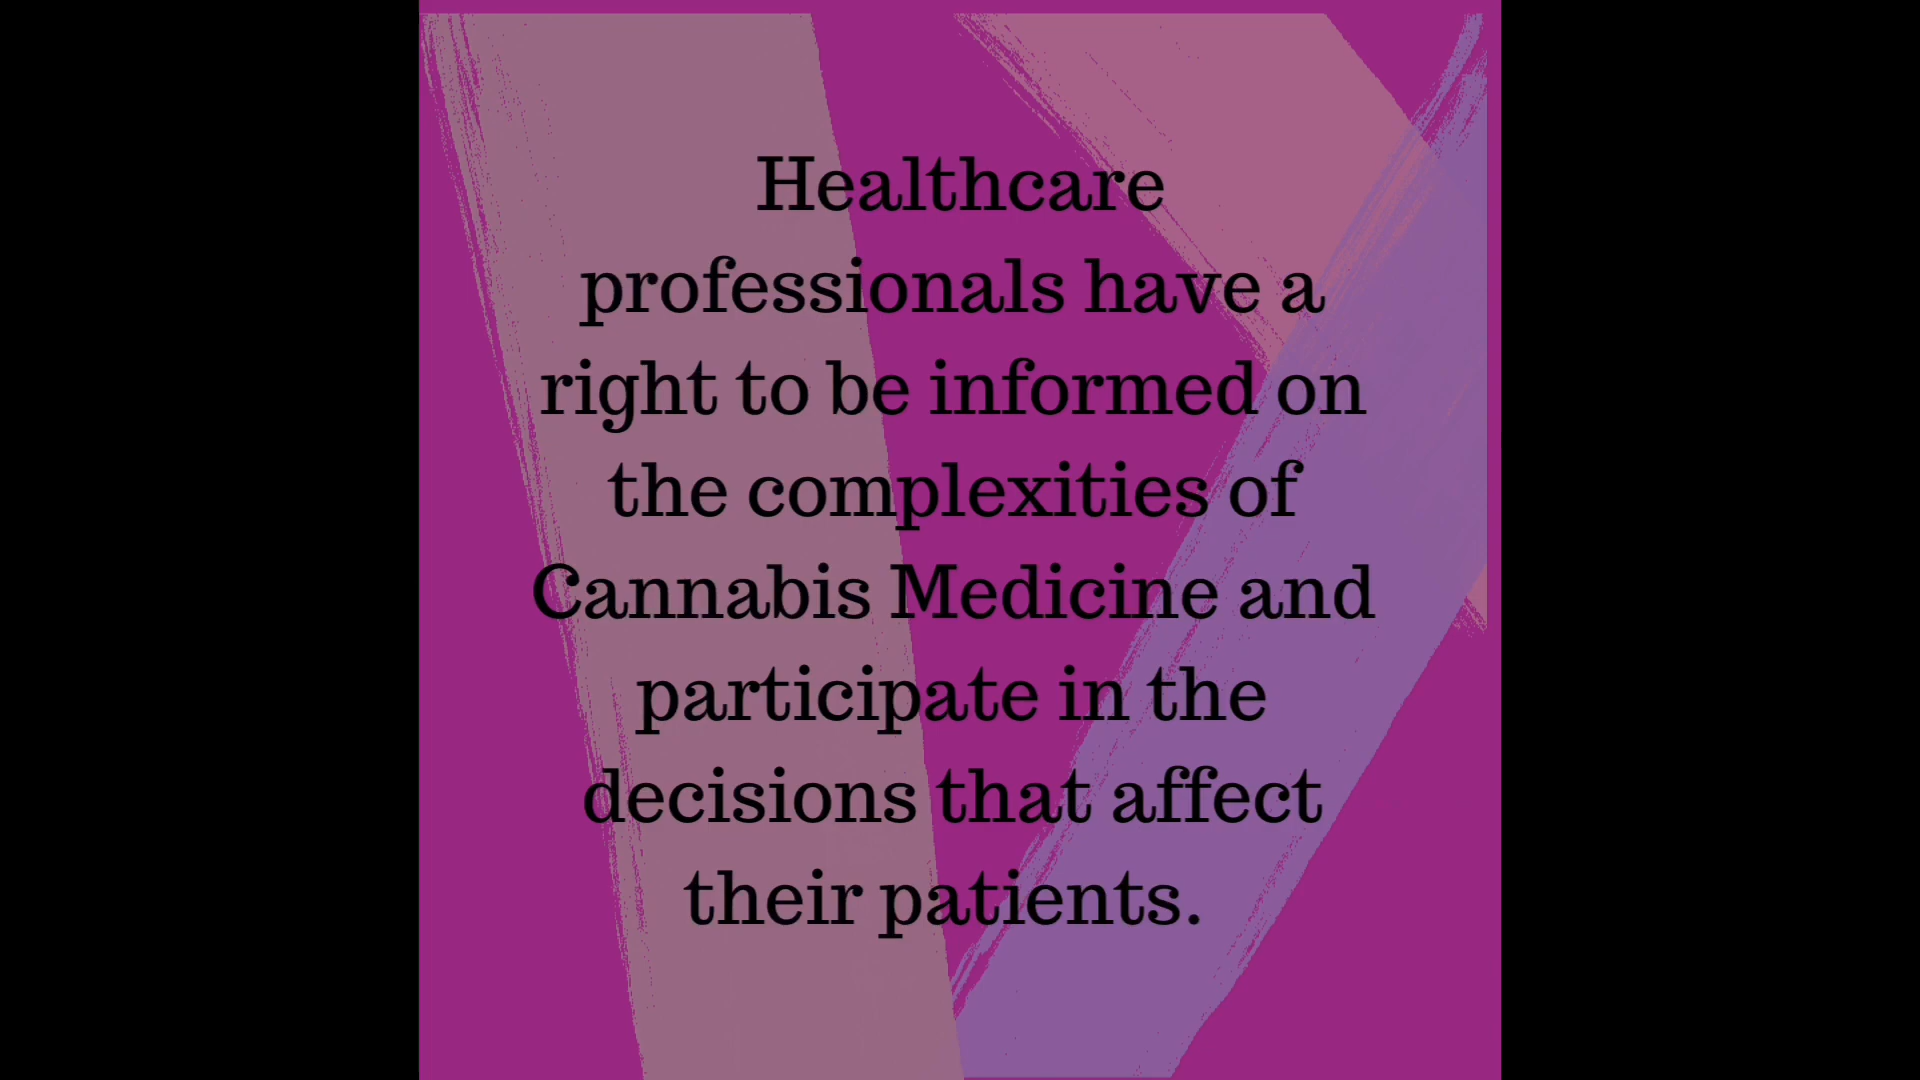 Healthcare
professionals have a
right to be informed on
the complexities of
Cannabis Medicine and
participate in the
decisions that affect
their patients.